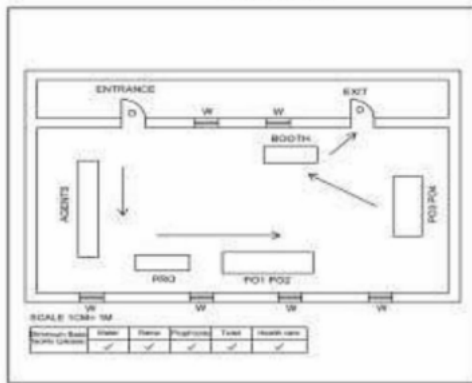 ENTRANCE
EXIT
W W
BOOTH
AGENTS
PO3 PO4
PRO
PO1 PO2
W W W W
SCALE 1CM= 1M
Water Ramp Toilet Health care